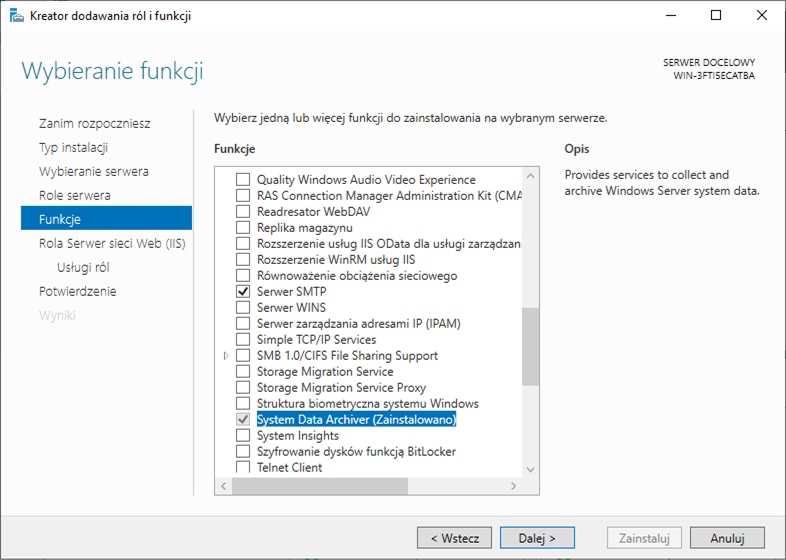 Kreator dodawania ról i funkcji
Wybieranie funkcji
SERWER DOCELOWY
WIN-3FTI5ECATBA
Zanim rozpoczniesz
Typ instalacji
Wybieranie serwera
Role serwera
Funkcje
Rola Serwer sieci Web (IIS)
Usługi ról
Potwierdzenie
Wyniki
Wybierz jedną lub więcej funkcji do zainstalowania na wybranym serwerze.
Funkcje
Quality Windows Audio Video Experience
RAS Connection Manager Administration Kit (CMA
Readresator WebDAV
Replika magazynu
Rozszerzenie usług IIS OData dla usługi zarządzan
Rozszerzenie WinRM usług IIS
Równoważenie obciążenia sieciowego
Serwer SMTP
Serwer WINS
Serwer zarządzania adresami IP (IPAM)
Simple TCP/IP Services
SMB 1.0/CIFS File Sharing Support
Storage Migration Service
Storage Migration Service Proxy
Struktura biometryczna systemu Windows
System Data Archiver (Zainstalowano)
System Insights
Szyfrowanie dysków funkcją BitLocker
Telnet Client
Opis
Provides services to collect and
archive Windows Server system data.
< Wstecz
Dalej >
Zainstaluj
Anuluj